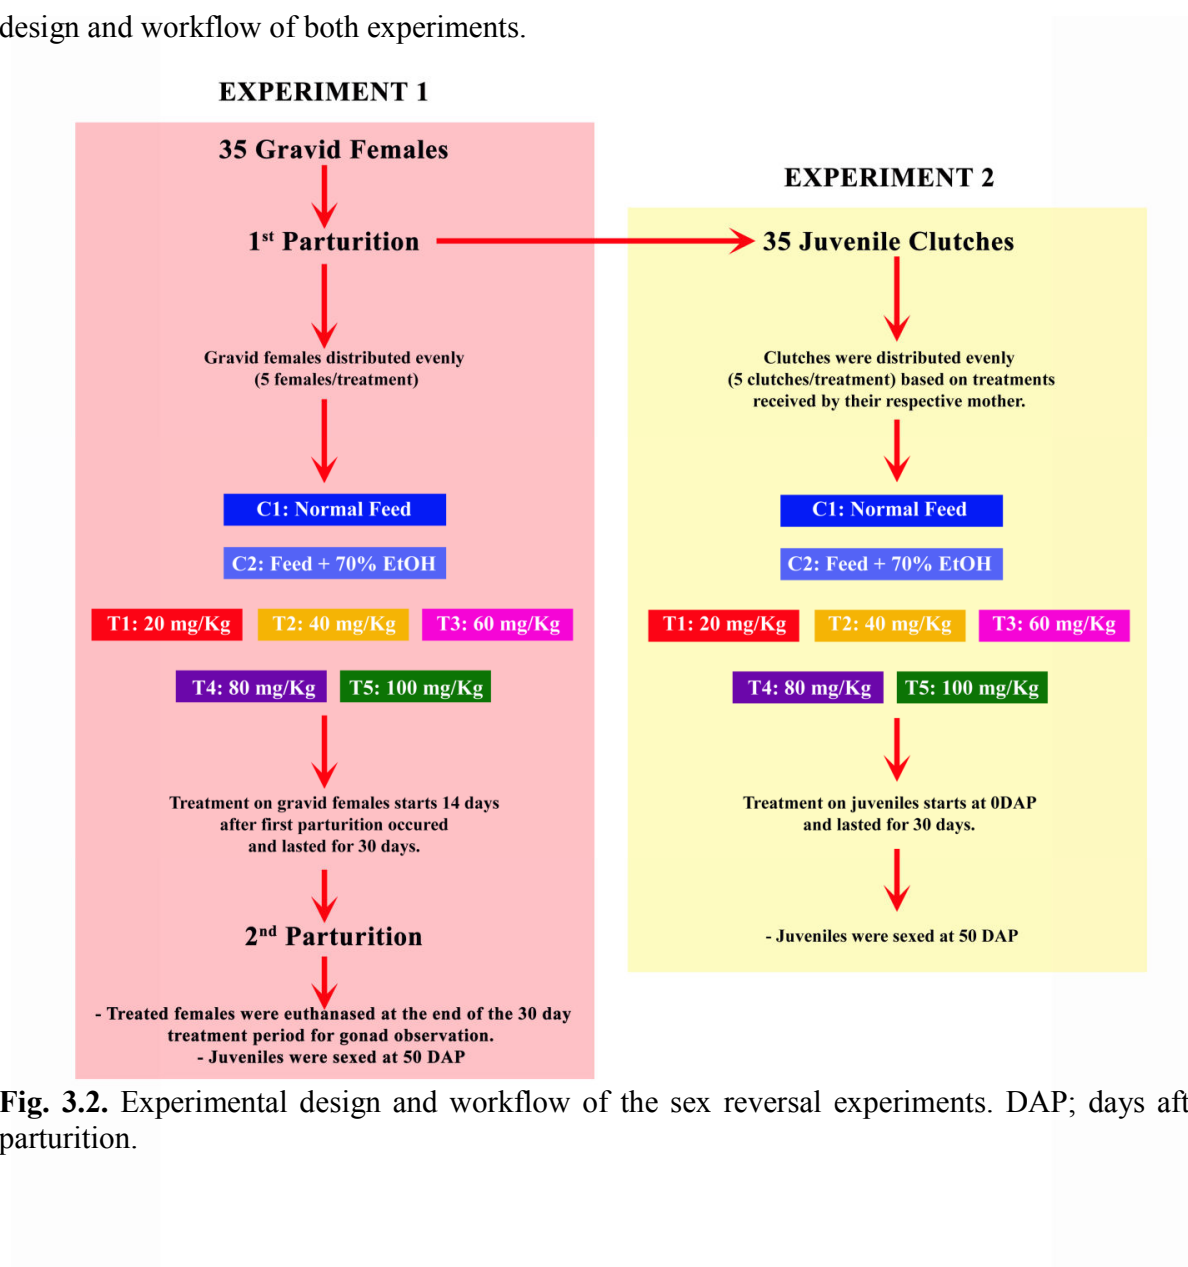 design and workflow of both experiments.
EXPERIMENT 1
35 Gravid Females
1st Parturition
Gravid females distributed evenly
(5 females/treatment)
C1: Normal Feed
C2: Feed + 70% EtOH
T1: 20 mg/Kg T2: 40 mg/Kg T3: 60 mg/Kg
T4: 80 mg/Kg T5: 100 mg/Kg
Treatment on gravid females starts 14 days
after first parturition occured
and lasted for 30 days.
2nd Parturition
- Treated females were euthanased at the end of the 30 day
treatment period for gonad observation.
- Juveniles were sexed at 50 DAP
EXPERIMENT 2
35 Juvenile Clutches
Clutches were distributed evenly
(5 clutches/treatment) based on treatments
received by their respective mother.
C1: Normal Feed
C2: Feed + 70% EtOH
T1: 20 mg/Kg T2: 40 mg/Kg T3: 60 mg/Kg
T4: 80 mg/Kg T5: 100 mg/Kg
Treatment on juveniles starts at 0DAP
and lasted for 30 days.
- Juveniles were sexed at 50 DAP
Fig. 3.2. Experimental design and workflow of the sex reversal experiments. DAP; days aft
parturition.